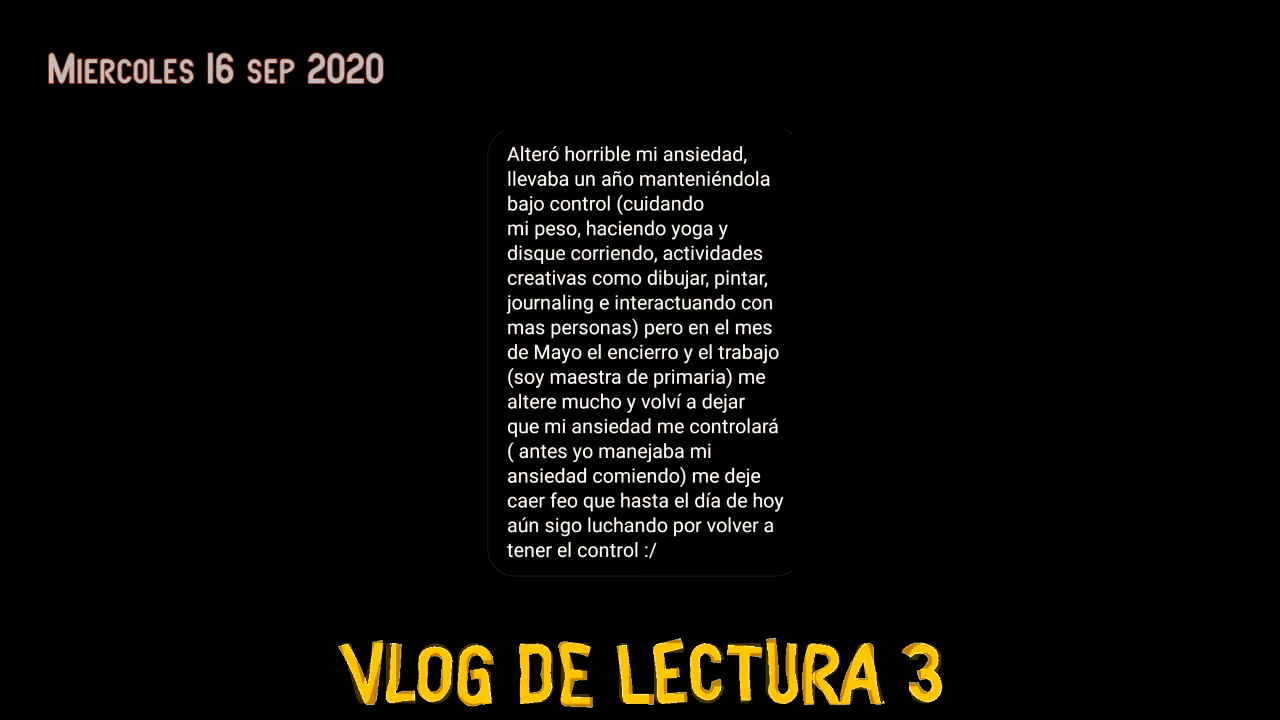 Miercoles 16 sep 2020
Alteró horrible mi ansiedad,
llevaba un año manteniéndola
bajo control (cuidando
mi peso, haciendo yoga y
disque corriendo, actividades
creativas como dibujar, pintar,
journaling e interactuando con
mas personas) pero en el mes
de Mayo el encierro y el trabajo
(soy maestra de primaria) me
altere mucho y volví a dejar
que mi ansiedad me controlará
( antes yo manejaba mi
ansiedad comiendo) me deje
caer feo que hasta el día de hoy
aún sigo luchando por volver a
tener el control :/
VLOG DE LECTURA 3